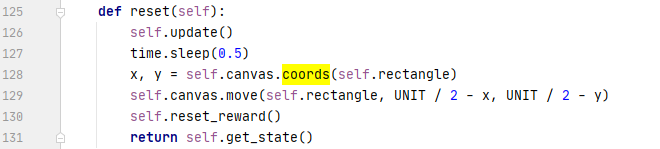 125 def reset(self):
126 self.update()
127 time.sleep(0.5)
128 x, y = self.canvas.coords(self.rectangle)
129 self.canvas.move(self.rectangle, UNIT / 2 - x, UNIT / 2 - y)
130 self.reset_reward()
131 return self.get_state()